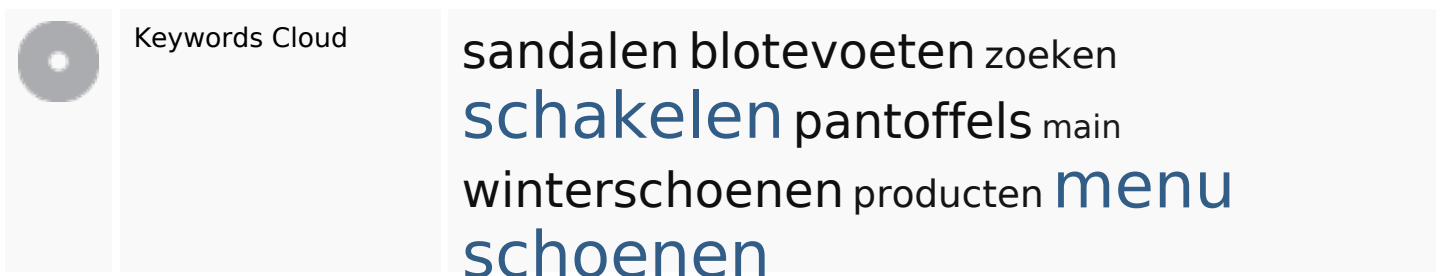 Keywords Cloud
sandalen blotevoeten zoeken
schakelen pantoffels main
winterschoenen producten menu
schoenen